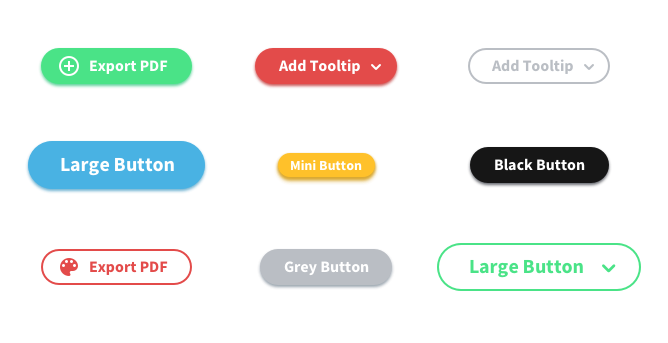 Export PDF
Add Tooltip
Add Tooltip
Large Button
Mini Button
Black Button
Export PDF
Grey Button
Large Button